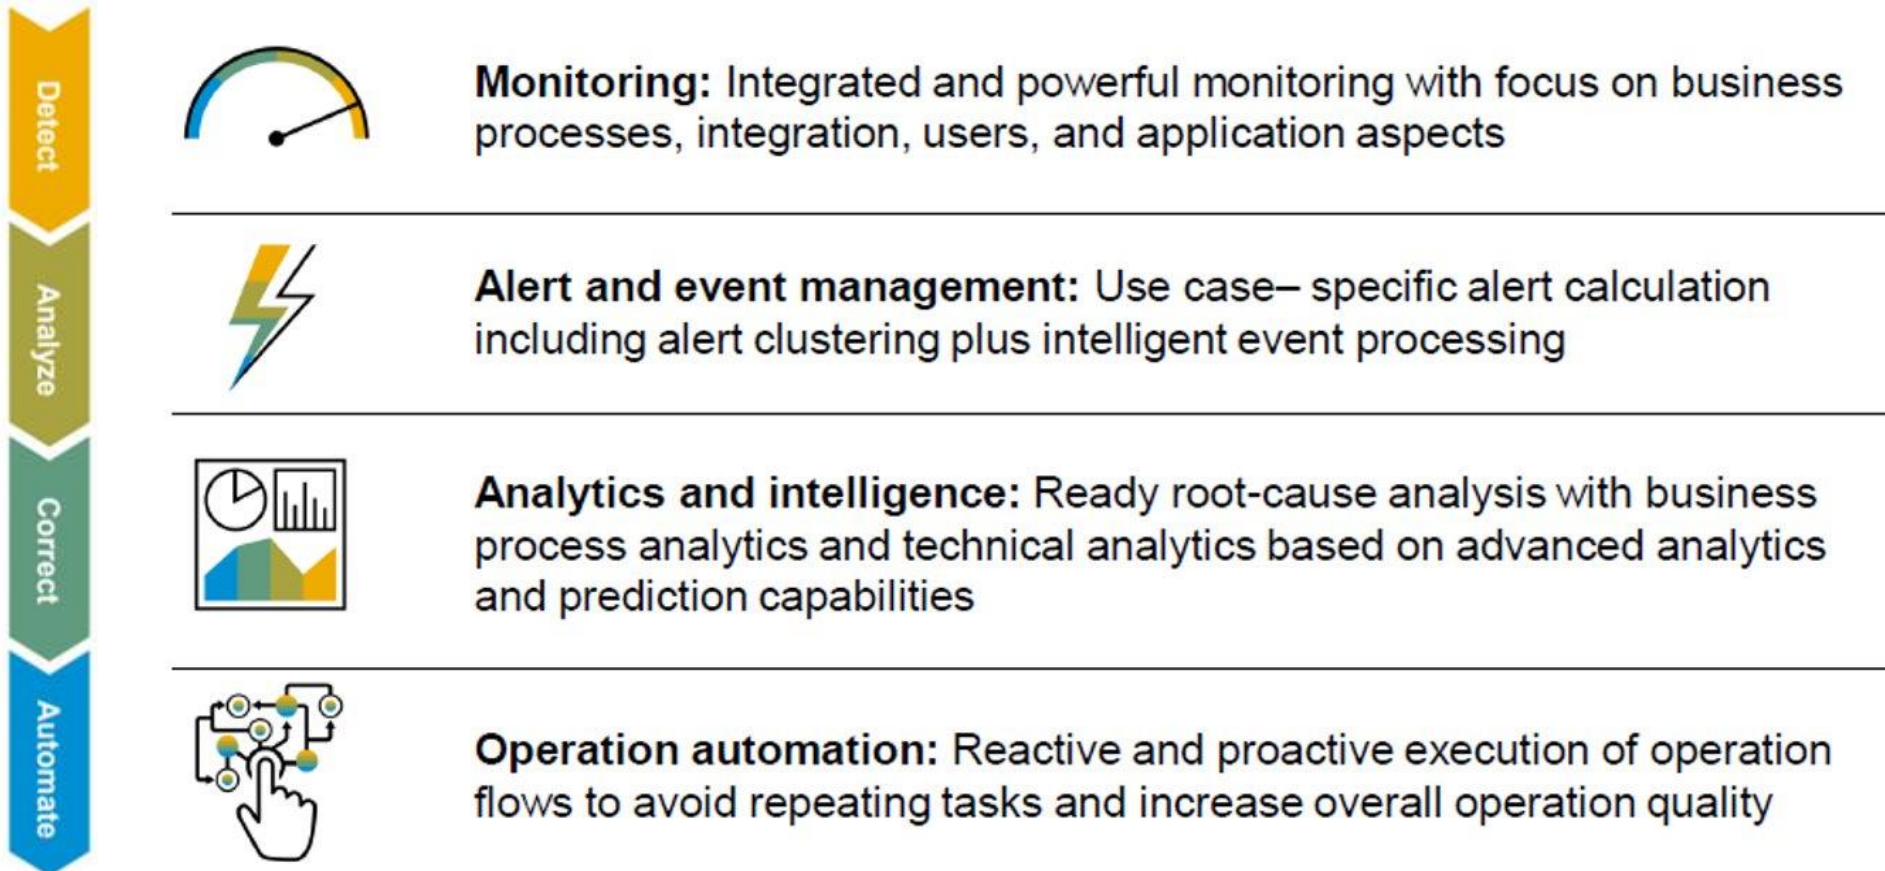 Detect
Monitoring: Integrated and powerful monitoring with focus on business
processes, integration, users, and application aspects
Analyze
Alert and event management: Use case– specific alert calculation
including alert clustering plus intelligent event processing
Correct
Analytics and intelligence: Ready root-cause analysis with business
process analytics and technical analytics based on advanced analytics
and prediction capabilities
Automate
Operation automation: Reactive and proactive execution of operation
flows to avoid repeating tasks and increase overall operation quality